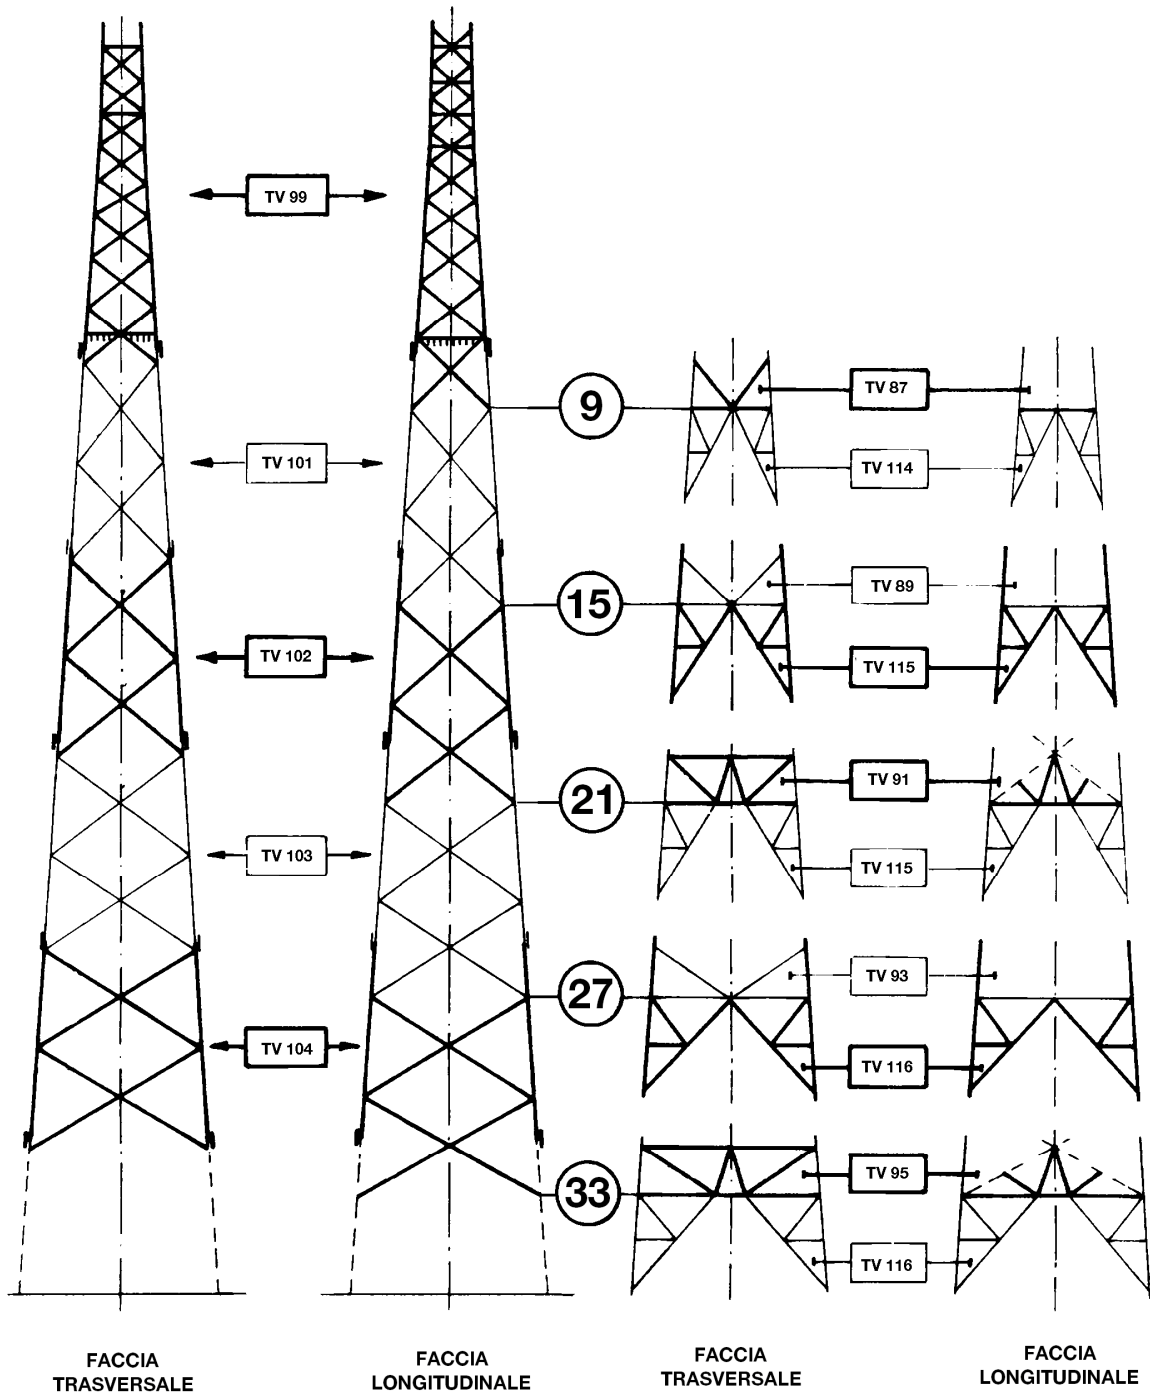 TV 99
9
TV 87
TV 101
TV 114
15
TV 89
TV 102
TV 115
21
TV 91
TV 103
TV 115
27
TV 93
TV 104
TV 116
33
TV 95
TV 116
FACCIA
TRASVERSALE
FACCIA
LONGITUDINALE
FACCIA
TRASVERSALE
FACCIA
LONGITUDINALE